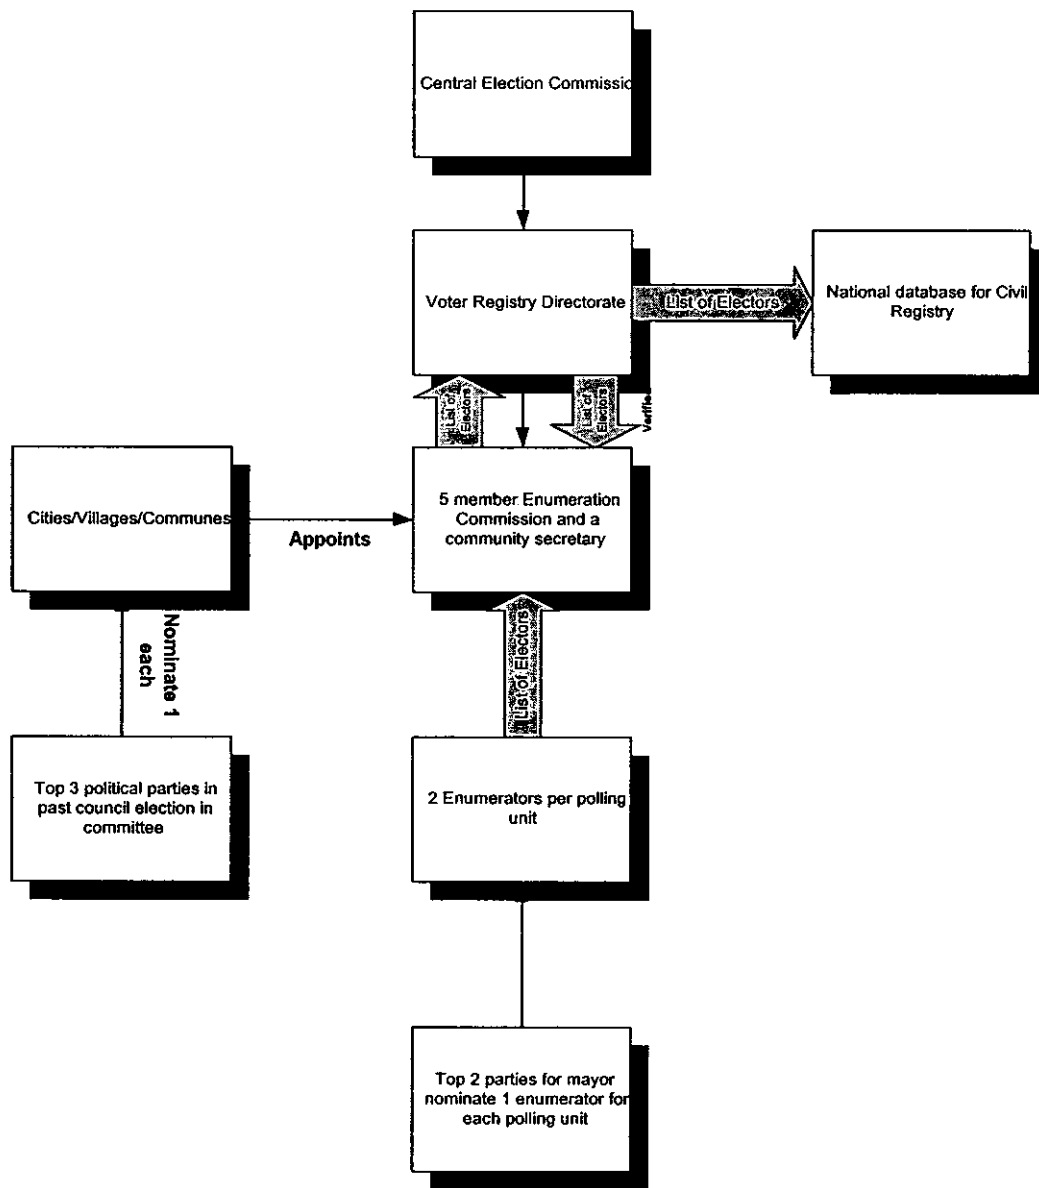 Central Election Commissio
Voter Registry Directorate
List of Electors
National database for Civil
Registry
List of
Electors
List of
Electors
Verified
Cities/Villages/Communes
Appoints
5 member Enumeration
Commission and a
community secretary
Nominate 1
each
List of Electors
Top 3 political parties in
past council election in
committee
2 Enumerators per polling
unit
Top 2 parties for mayor
nominate 1 enumerator for
each polling unit